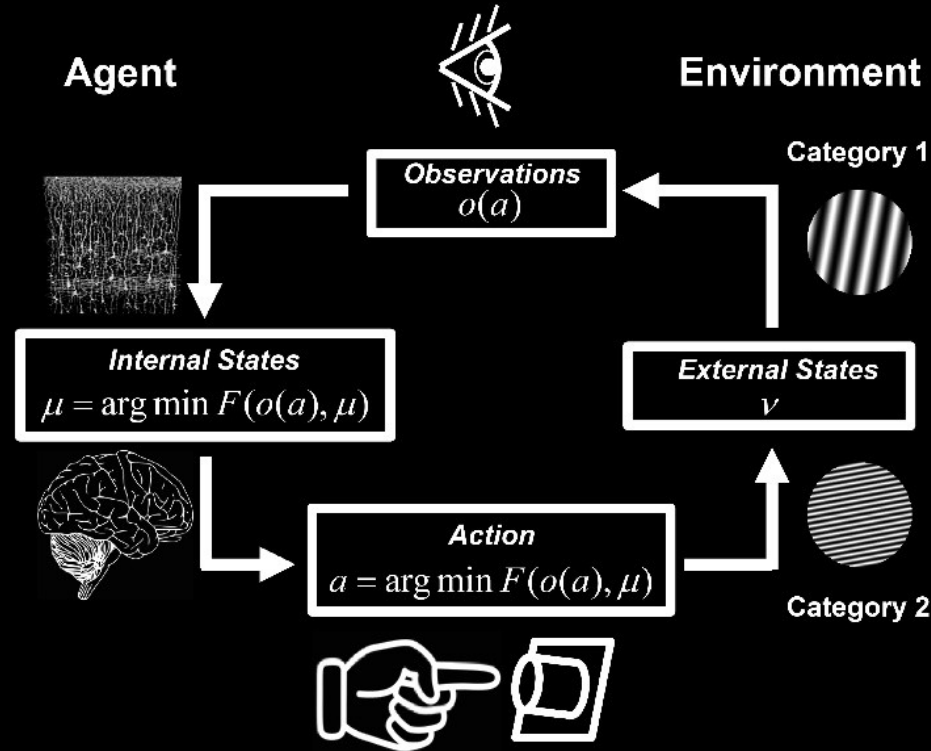 Agent
Environment
Category 1
Observations
o(a)
Internal States
μ = arg min F(o(a), μ)
External States
ν
Action
a = arg min F(o(a), μ)
Category 2